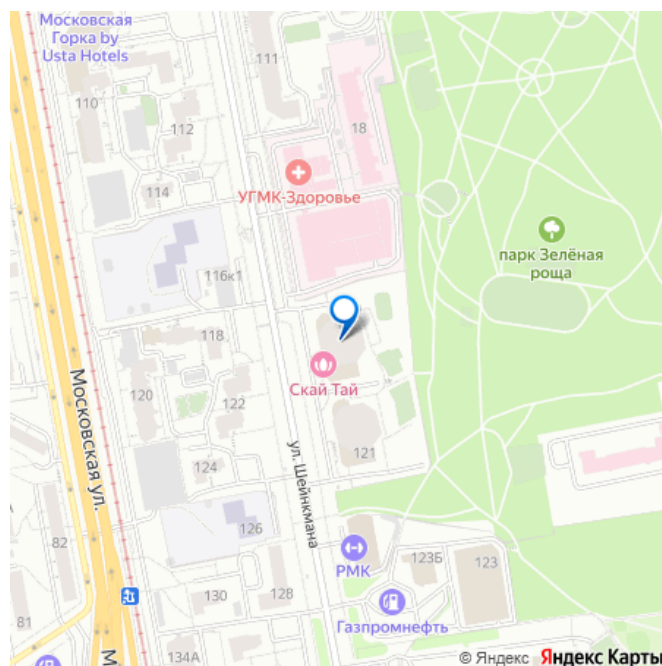 Московская
Горка by
Usta Hotels
111
110
112
18
114
УГМК-Здоровье
парк Зелёная
роща
116к1
118
Скай Тай
120
122
Московская ул.
121
124
ул. Шейнкмана
126
82
123Б
123
РМК
128
130
81
Газпромнефть
134А
М
© Яндекс Яндекс Карты